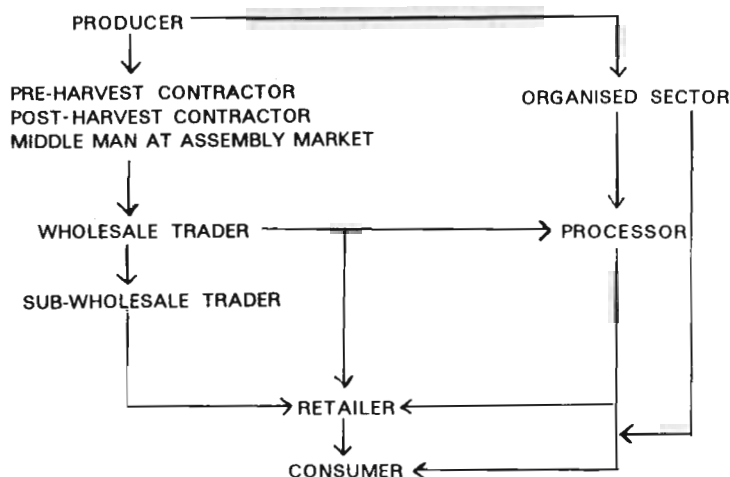 PRODUCER
PRE-HARVEST CONTRACTOR
POST-HARVEST CONTRACTOR
MIDDLE MAN AT ASSEMBLY MARKET
ORGANISED SECTOR
WHOLESALE TRADER
PROCESSOR
SUB-WHOLESALE TRADER
RETAILER
CONSUMER